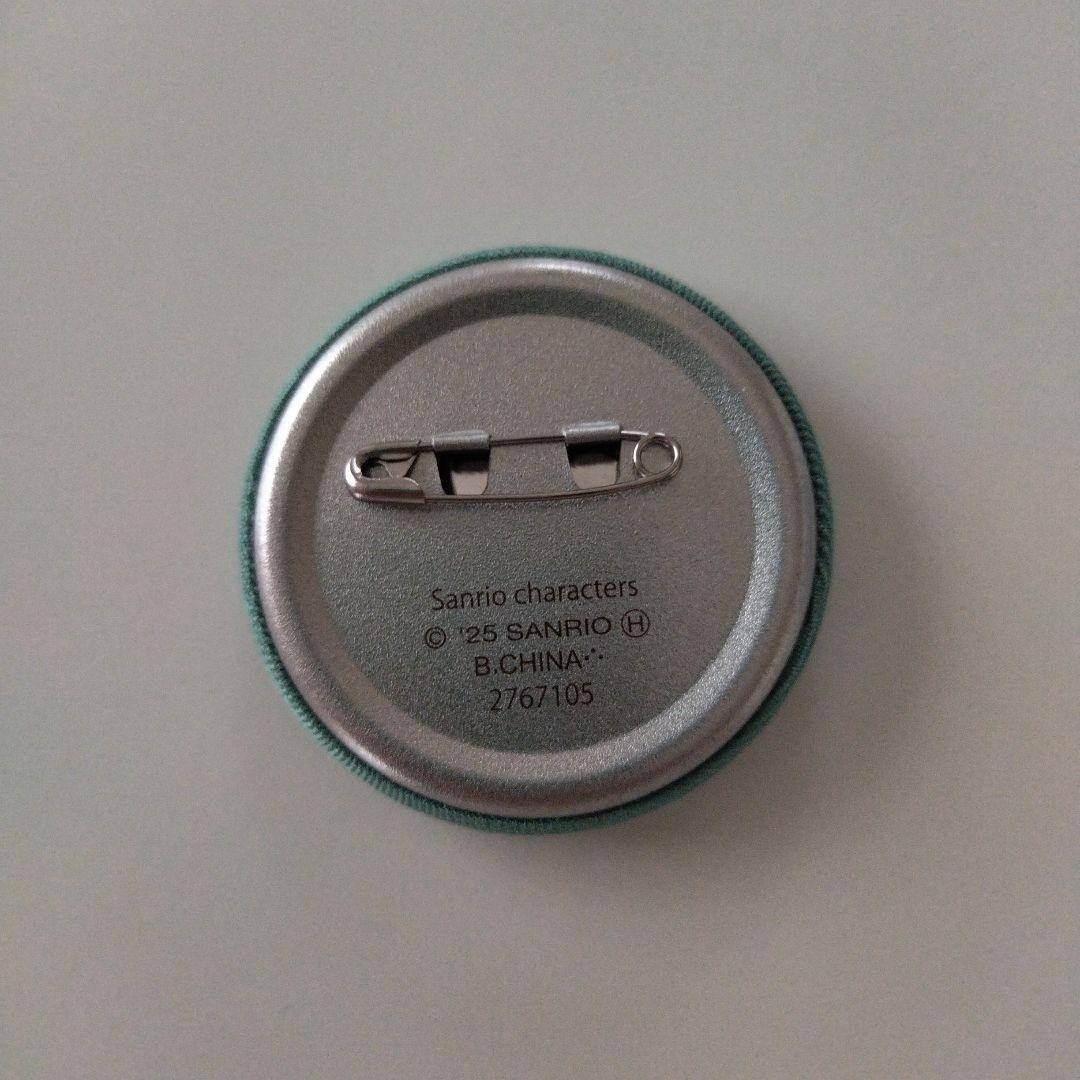 Sanrio characters
© '25 SANRIO Ⓗ
B.CHINA∴
2767105